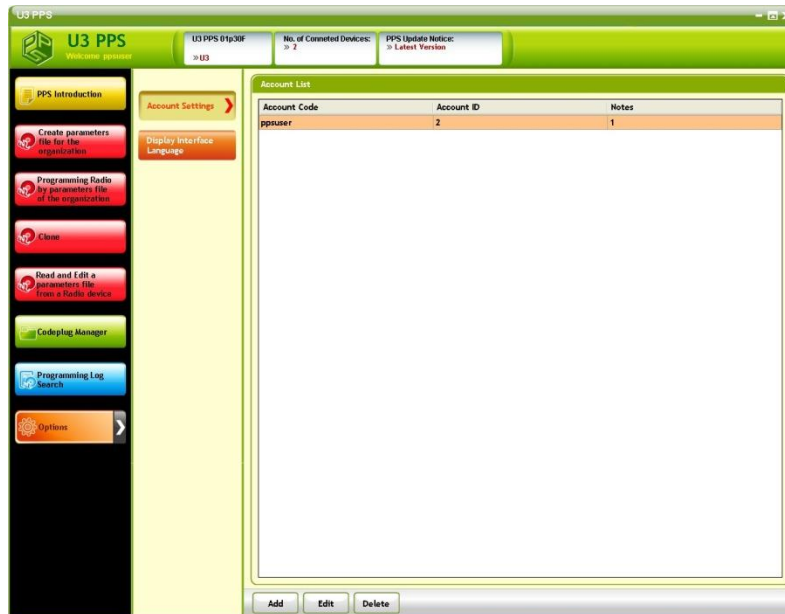 U3 PPS
U3 PPS
Welcome ppsuser
U3 PPS 01p30F
»U3
No. of Conneted Devices:
» 2
PPS Update Notice:
» Latest Version
PPS Introduction
Create parameters
file for the
organization
Programming Radio
by parameters file
of the organization
Clone
Read and Edit a
parameters file
from a Radio device
Codeplug Manager
Programming Log
Search
Options
Account Settings
Display Interface
Language
Account List
Account Code Account ID Notes
ppsuser 2 1
Add Edit Delete